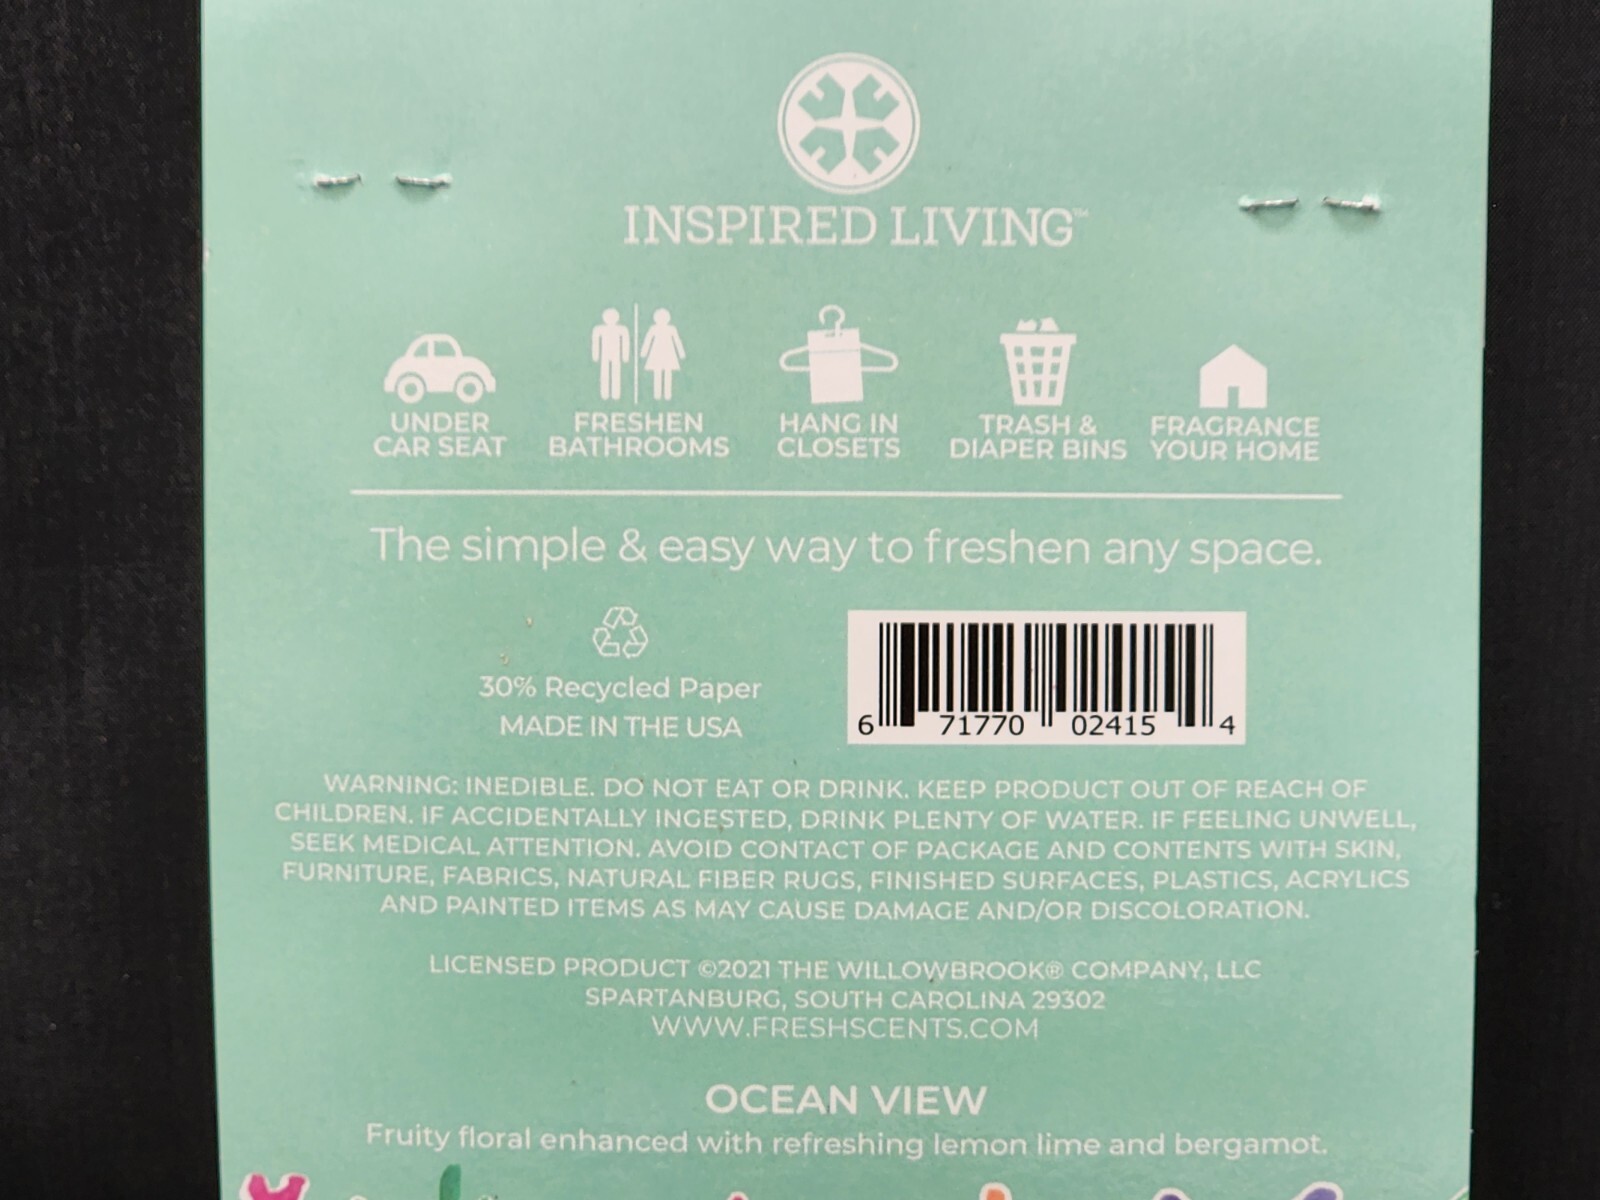 INSPIRED LIVING™
UNDER
CAR SEAT
FRESHEN
BATHROOMS
HANG IN
CLOSETS
TRASH &
DIAPER BINS
FRAGRANCE
YOUR HOME
The simple & easy way to freshen any space.
30% Recycled Paper
MADE IN THE USA
6 71770 02415 4
WARNING: INEDIBLE. DO NOT EAT OR DRINK. KEEP PRODUCT OUT OF REACH OF
CHILDREN. IF ACCIDENTALLY INGESTED, DRINK PLENTY OF WATER. IF FEELING UNWELL,
SEEK MEDICAL ATTENTION. AVOID CONTACT OF PACKAGE AND CONTENTS WITH SKIN,
FURNITURE, FABRICS, NATURAL FIBER RUGS, FINISHED SURFACES, PLASTICS, ACRYLICS
AND PAINTED ITEMS AS MAY CAUSE DAMAGE AND/OR DISCOLORATION.
LICENSED PRODUCT ©2021 THE WILLOWBROOK® COMPANY, LLC
SPARTANBURG, SOUTH CAROLINA 29302
WWW.FRESHSCENTS.COM
OCEAN VIEW
Fruity floral enhanced with refreshing lemon lime and bergamot.